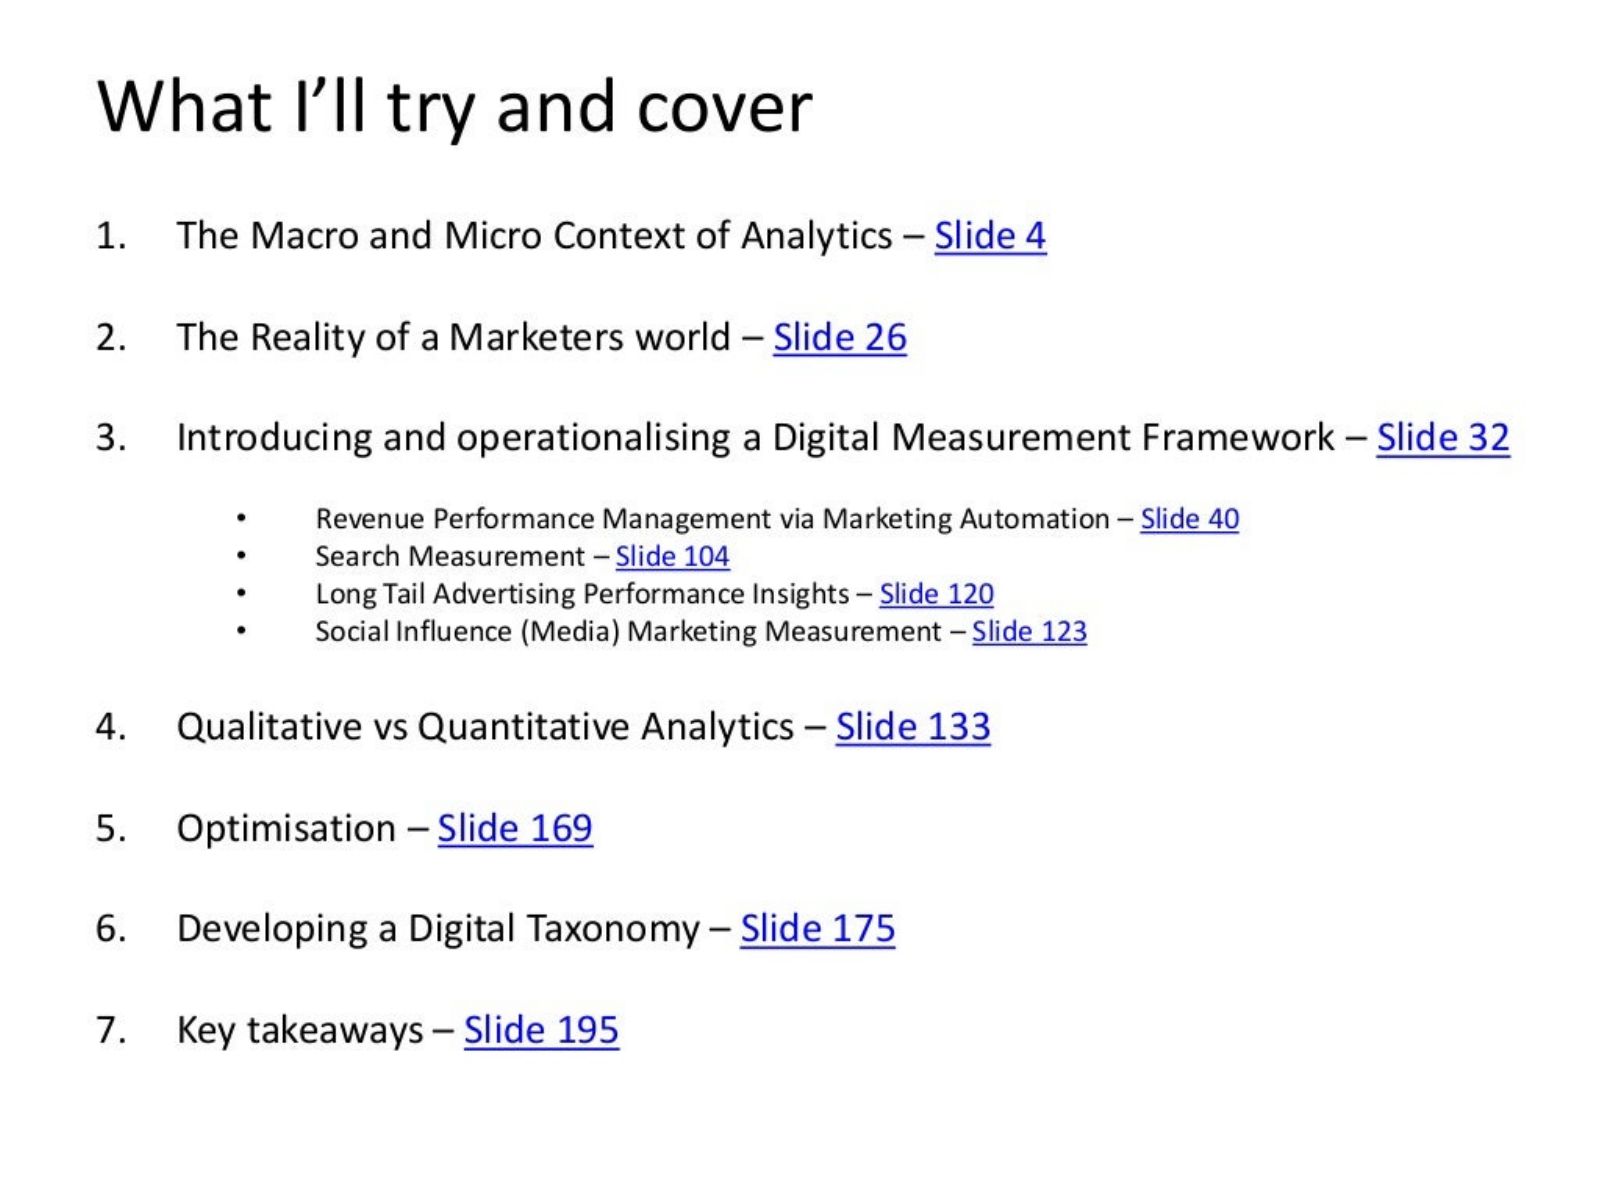 What I’ll try and cover
1. The Macro and Micro Context of Analytics – Slide 4
2. The Reality of a Marketers world – Slide 26
3. Introducing and operationalising a Digital Measurement Framework – Slide 32
• Revenue Performance Management via Marketing Automation – Slide 40
• Search Measurement – Slide 104
• Long Tail Advertising Performance Insights – Slide 120
• Social Influence (Media) Marketing Measurement – Slide 123
4. Qualitative vs Quantitative Analytics – Slide 133
5. Optimisation – Slide 169
6. Developing a Digital Taxonomy – Slide 175
7. Key takeaways – Slide 195